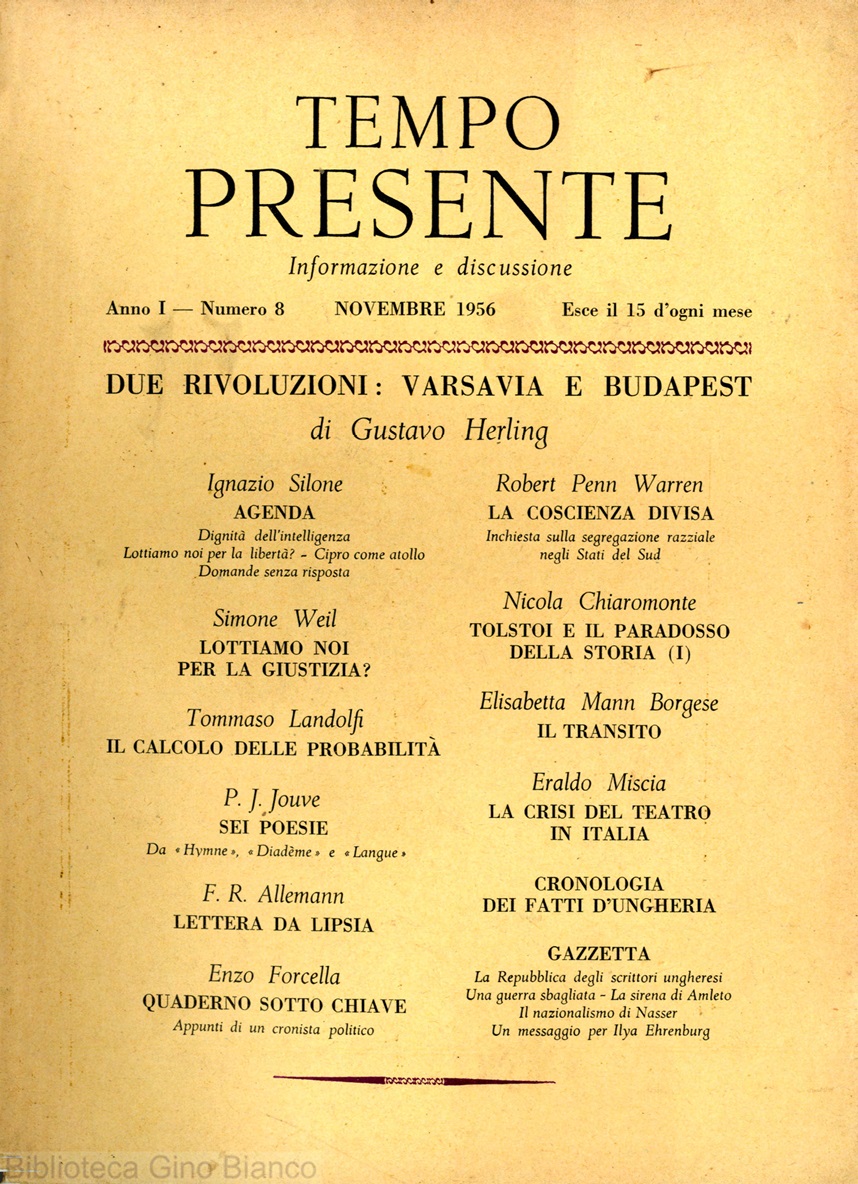 TEMPO
PRESENTE
Informazione e discussione
Anno I — Numero 8 NOVEMBRE 1956 Esce il 15 d'ogni mese
DUE RIVOLUZIONI: VARSAVIA E BUDAPEST
di Gustavo Herling
Ignazio Silone
AGENDA
Dignità dell'intelligenza
Lottiamo noi per la libertà? - Cipro come atollo
Domande senza risposta
Simone Weil
LOTTIAMO NOI
PER LA GIUSTIZIA?
Tommaso Landolfi
IL CALCOLO DELLE PROBABILITÀ
P. J. Jouve
SEI POESIE
Da « Hymne », « Diadème » e « Langue »
F. R. Allemann
LETTERA DA LIPSIA
Enzo Forcella
QUADERNO SOTTO CHIAVE
Appunti di un cronista politico
Robert Penn Warren
LA COSCIENZA DIVISA
Inchiesta sulla segregazione razziale
negli Stati del Sud
Nicola Chiaromonte
TOLSTOI E IL PARADOSSO
DELLA STORIA (I)
Elisabetta Mann Borgese
IL TRANSITO
Eraldo Miscia
LA CRISI DEL TEATRO
IN ITALIA
CRONOLOGIA
DEI FATTI D'UNGHERIA
GAZZETTA
La Repubblica degli scrittori ungheresi
Una guerra sbagliata - La sirena di Amleto
Il nazionalismo di Nasser
Un messaggio per Ilya Ehrenburg
Biblioteca Gino Bianco